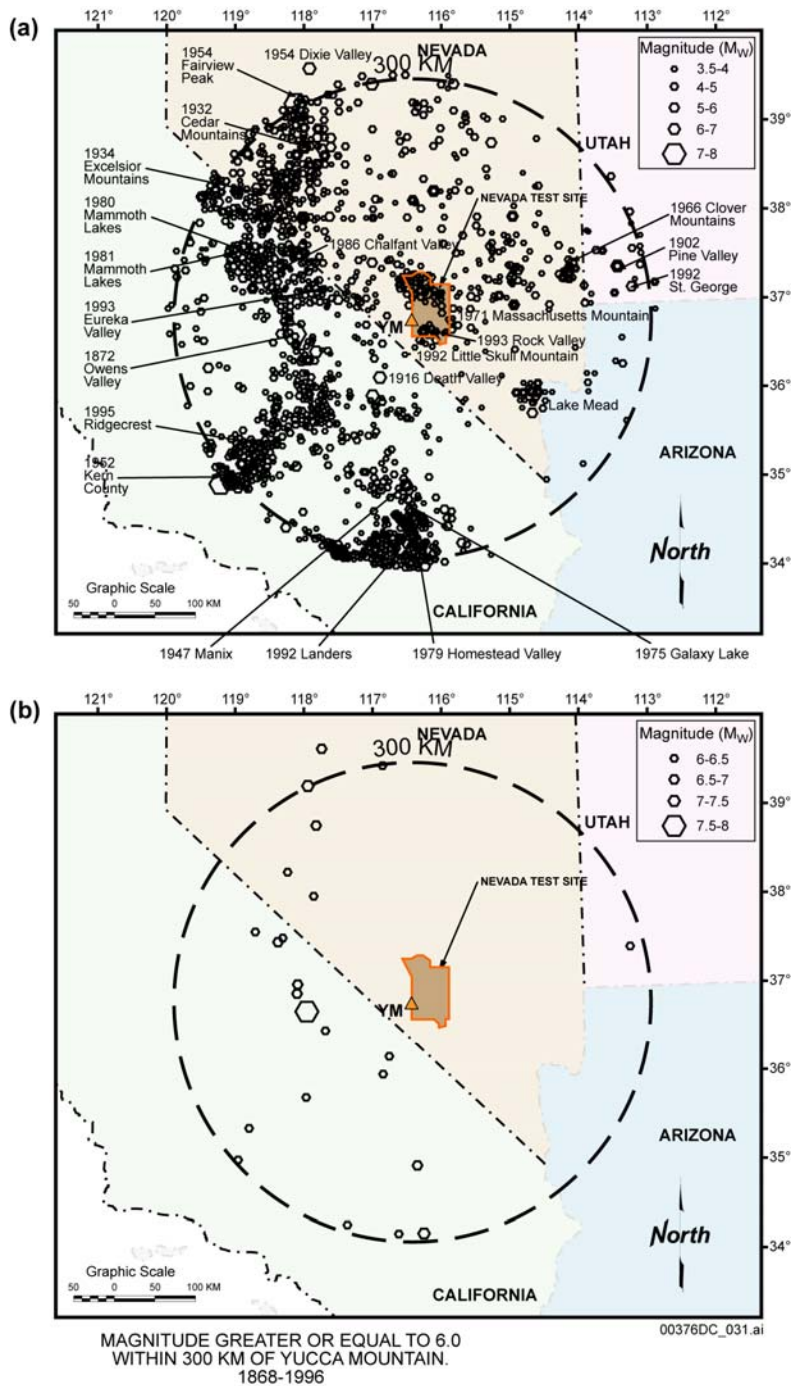 (a)
121° 120° 119° 118° 117° 116° 115° 114° 113° 112°
1954
Fairview
Peak
1954 Dixie Valley
NEVADA
300 KM
Magnitude (MW)
3.5-4
4-5
5-6
6-7
7-8
1932
Cedar
Mountains
39°
UTAH
1934
Excelsior
Mountains
NEVADA TEST SITE
38°
1966 Clover
Mountains
1980
Mammoth
Lakes
1986 Chalfant Valley
1902
Pine Valley
1981
Mammoth
Lakes
1992
St. George
37°
1993
Eureka
Valley
YM
1971 Massachusetts Mountain
1993 Rock Valley
1992 Little Skull Mountain
1872
Owens
Valley
1916 Death Valley
36°
Lake Mead
1995
Ridgecrest
ARIZONA
1952
Kern
County
35°
North
34°
Graphic Scale
50 0 50 100 KM
CALIFORNIA
1947 Manix
1992 Landers
1979 Homestead Valley
1975 Galaxy Lake
(b)
121° 120° 119° 118° 117° 116° 115° 114° 113° 112°
NEVADA
300 KM
Magnitude (MW)
6-6.5
6.5-7
7-7.5
7.5-8
39°
UTAH
NEVADA TEST SITE
38°
37°
YM
36°
ARIZONA
35°
North
34°
Graphic Scale
50 0 50 100 KM
CALIFORNIA
00376DC_031.ai
MAGNITUDE GREATER OR EQUAL TO 6.0
WITHIN 300 KM OF YUCCA MOUNTAIN.
1868-1996